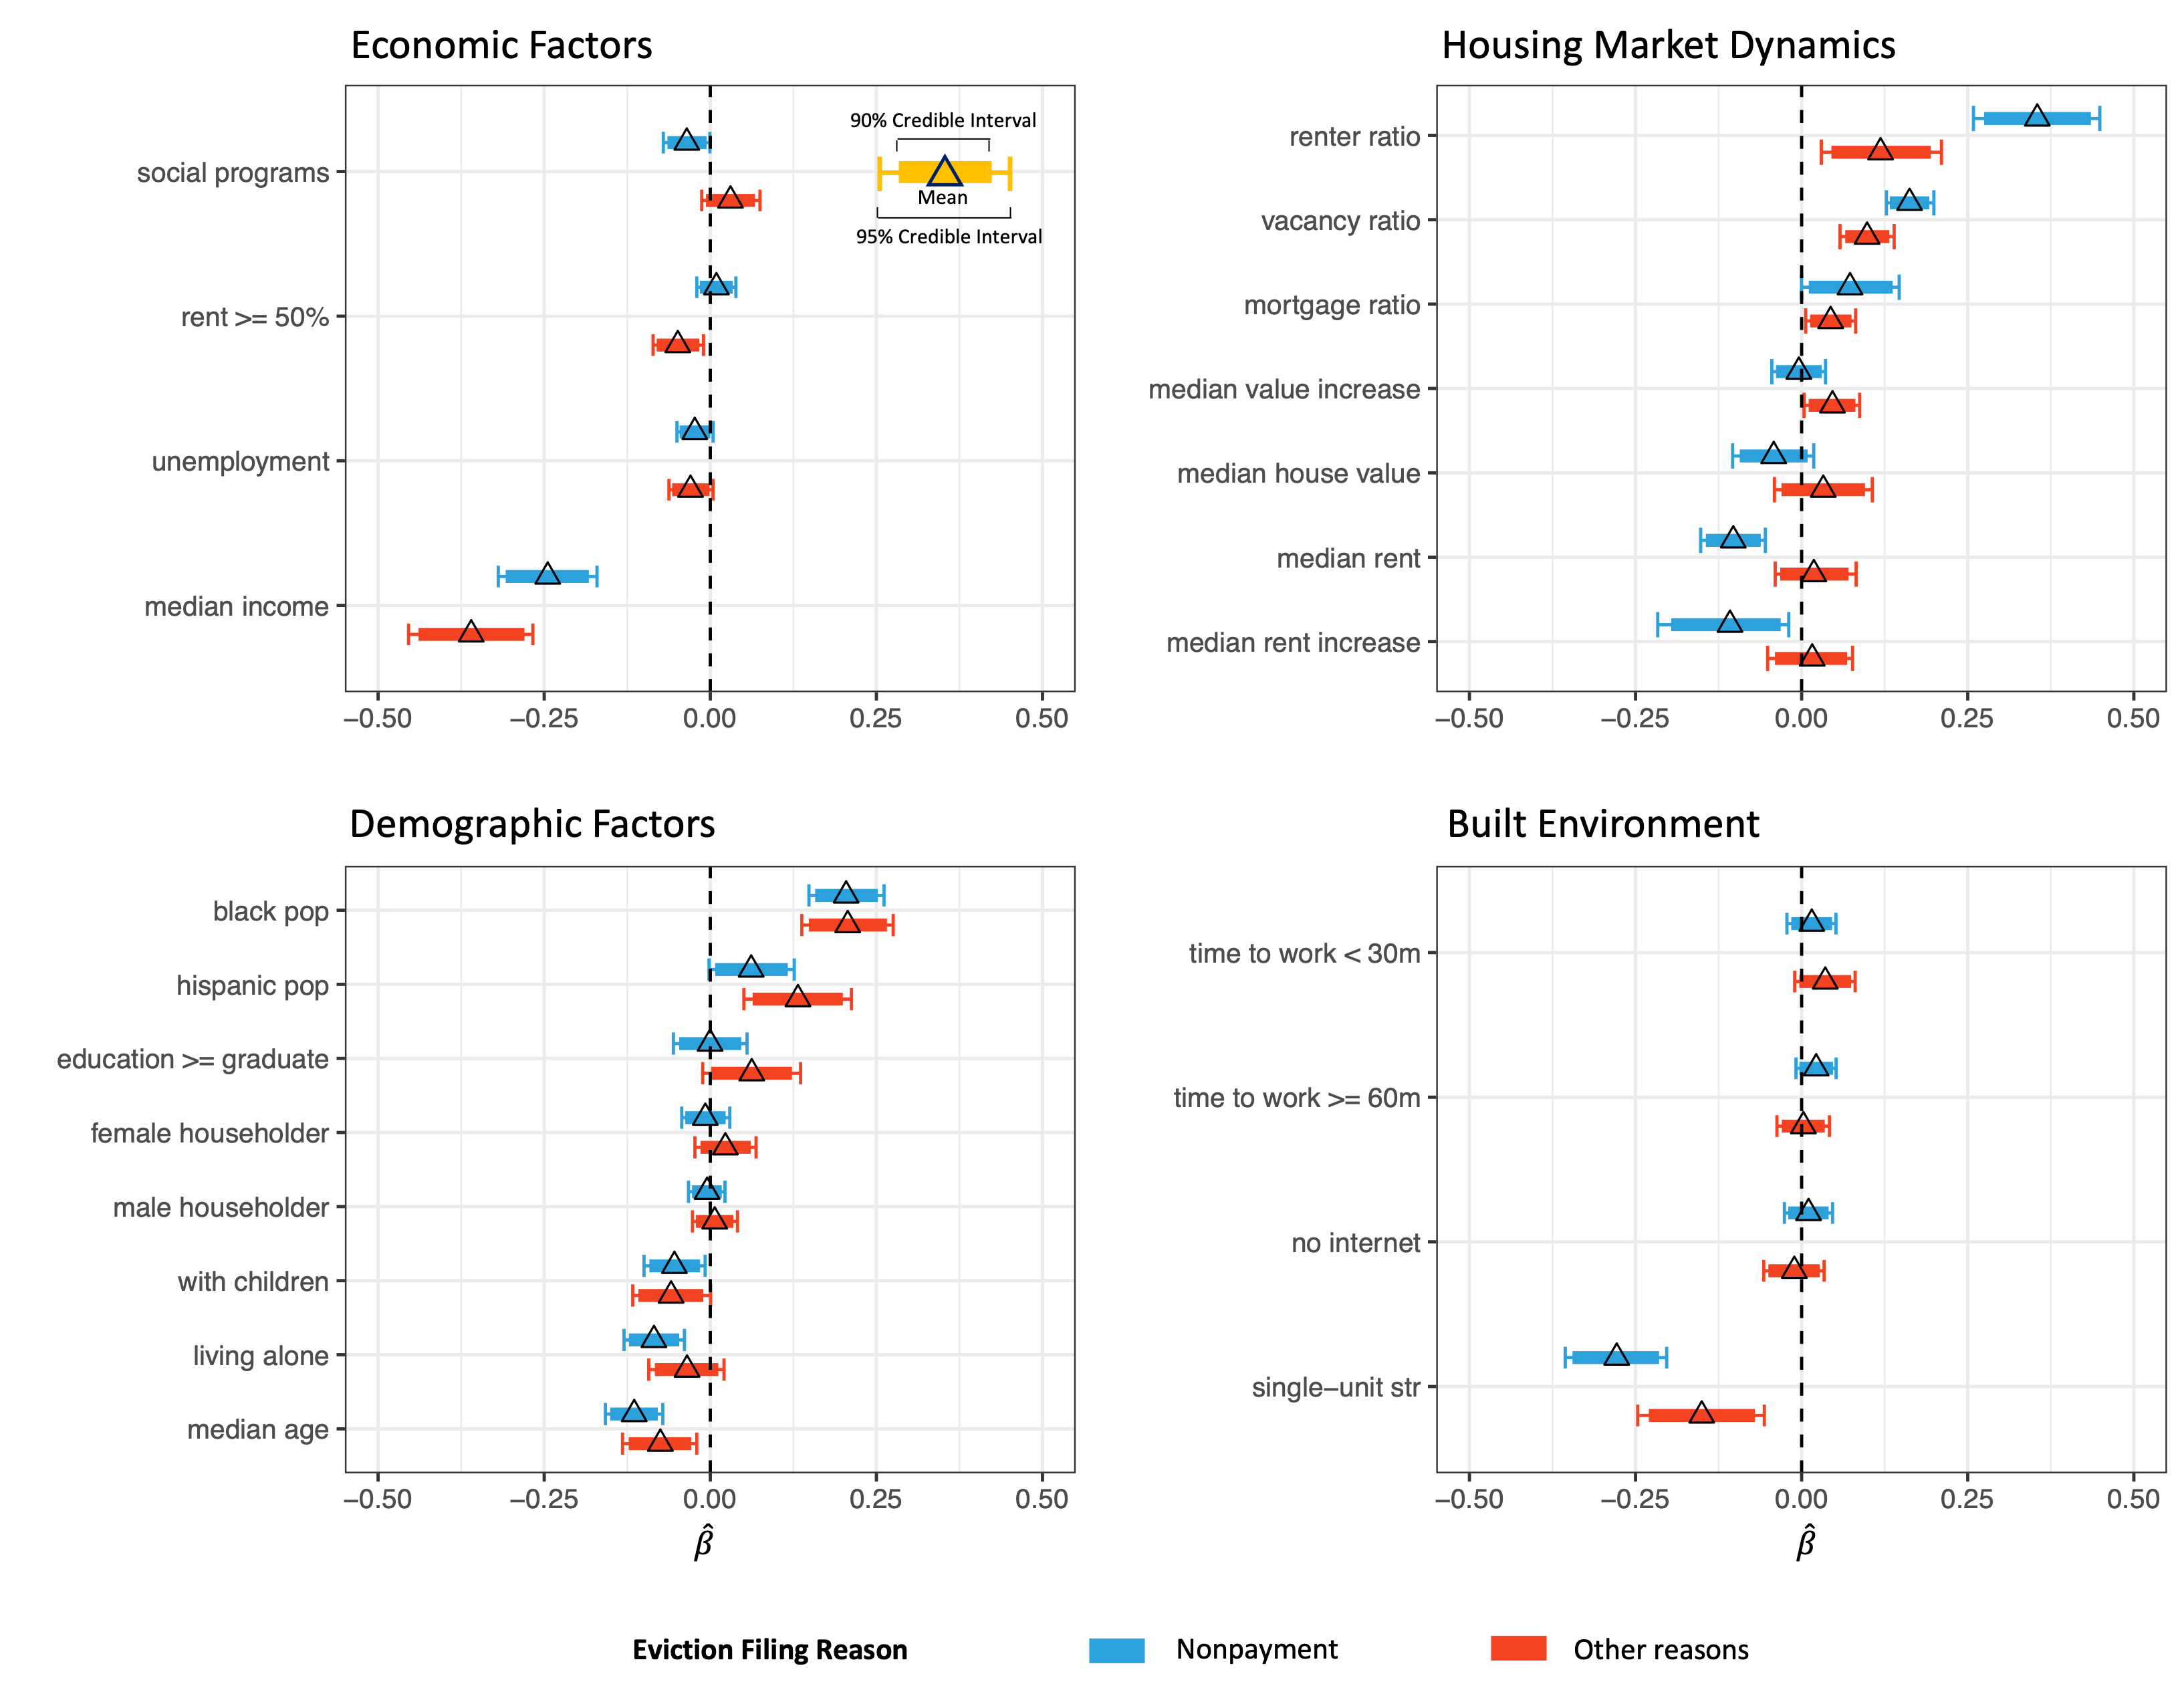 Economic Factors
90% Credible Interval
Mean
95% Credible Interval
social programs
rent >= 50%
unemployment
median income
−0.50 −0.25 0.00 0.25 0.50
Housing Market Dynamics
renter ratio
vacancy ratio
mortgage ratio
median value increase
median house value
median rent
median rent increase
−0.50 −0.25 0.00 0.25 0.50
Demographic Factors
black pop
hispanic pop
education >= graduate
female householder
male householder
with children
living alone
median age
−0.50 −0.25 0.00 0.25 0.50
β̂
Built Environment
time to work < 30m
time to work >= 60m
no internet
single−unit str
−0.50 −0.25 0.00 0.25 0.50
β̂
Eviction Filing Reason Nonpayment Other reasons